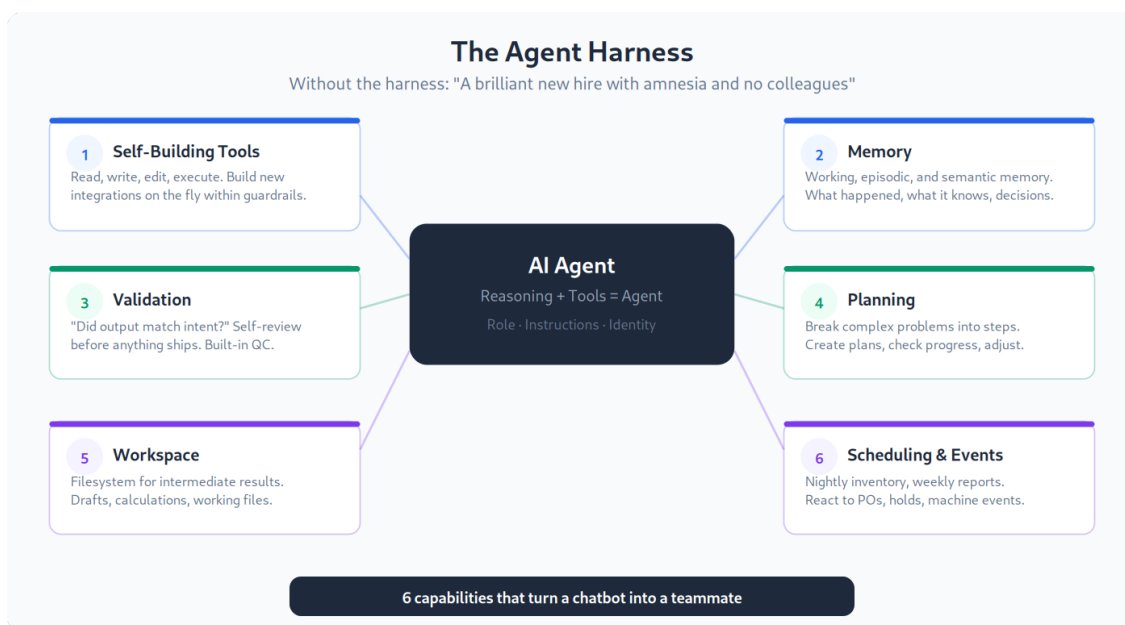 The Agent Harness
Without the harness: "A brilliant new hire with amnesia and no colleagues"
1
Self-Building Tools
Read, write, edit, execute. Build new
integrations on the fly within guardrails.
2
Memory
Working, episodic, and semantic memory.
What happened, what it knows, decisions.
AI Agent
Reasoning + Tools = Agent
Role · Instructions · Identity
3
Validation
"Did output match intent?" Self-review
before anything ships. Built-in QC.
4
Planning
Break complex problems into steps.
Create plans, check progress, adjust.
5
Workspace
Filesystem for intermediate results.
Drafts, calculations, working files.
6
Scheduling & Events
Nightly inventory, weekly reports.
React to POs, holds, machine events.
6 capabilities that turn a chatbot into a teammate